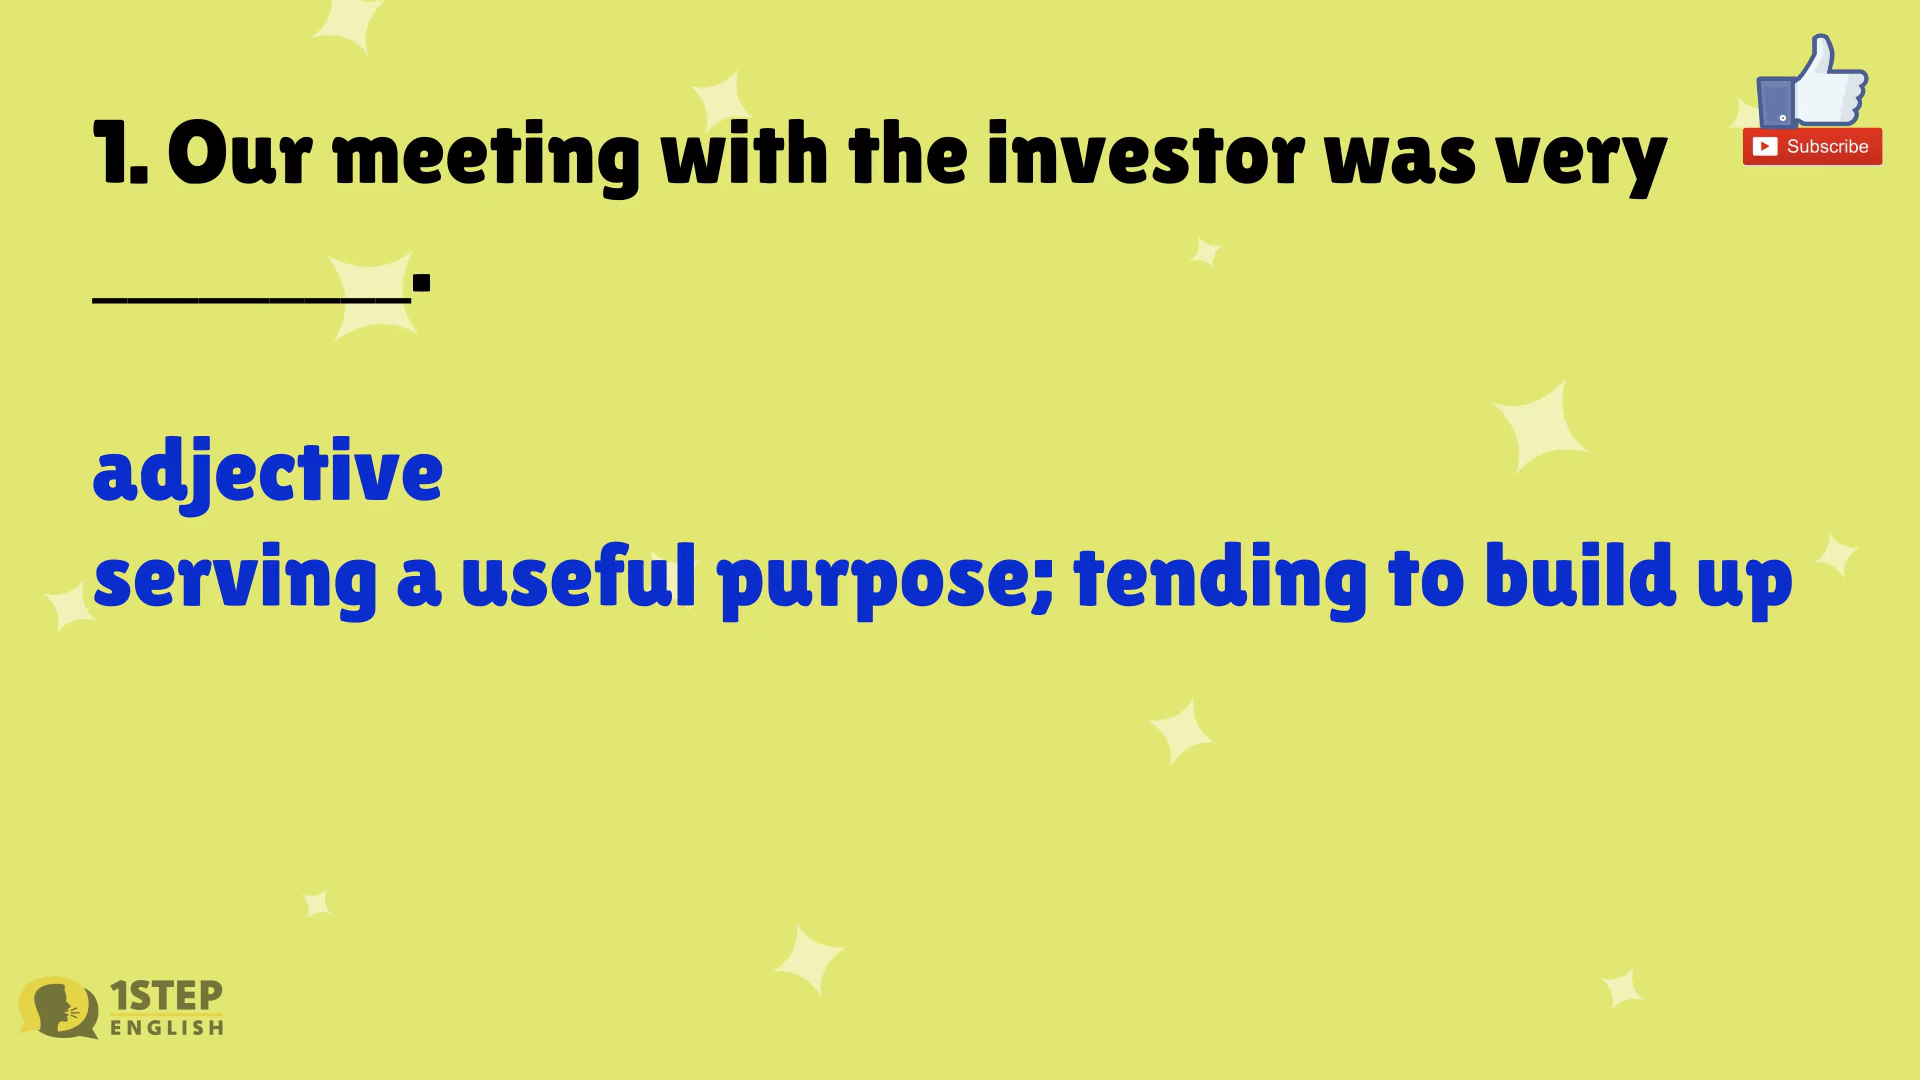 1. Our meeting with the investor was very
_________.
Subscribe
adjective
serving a useful purpose; tending to build up
1STEP
ENGLISH